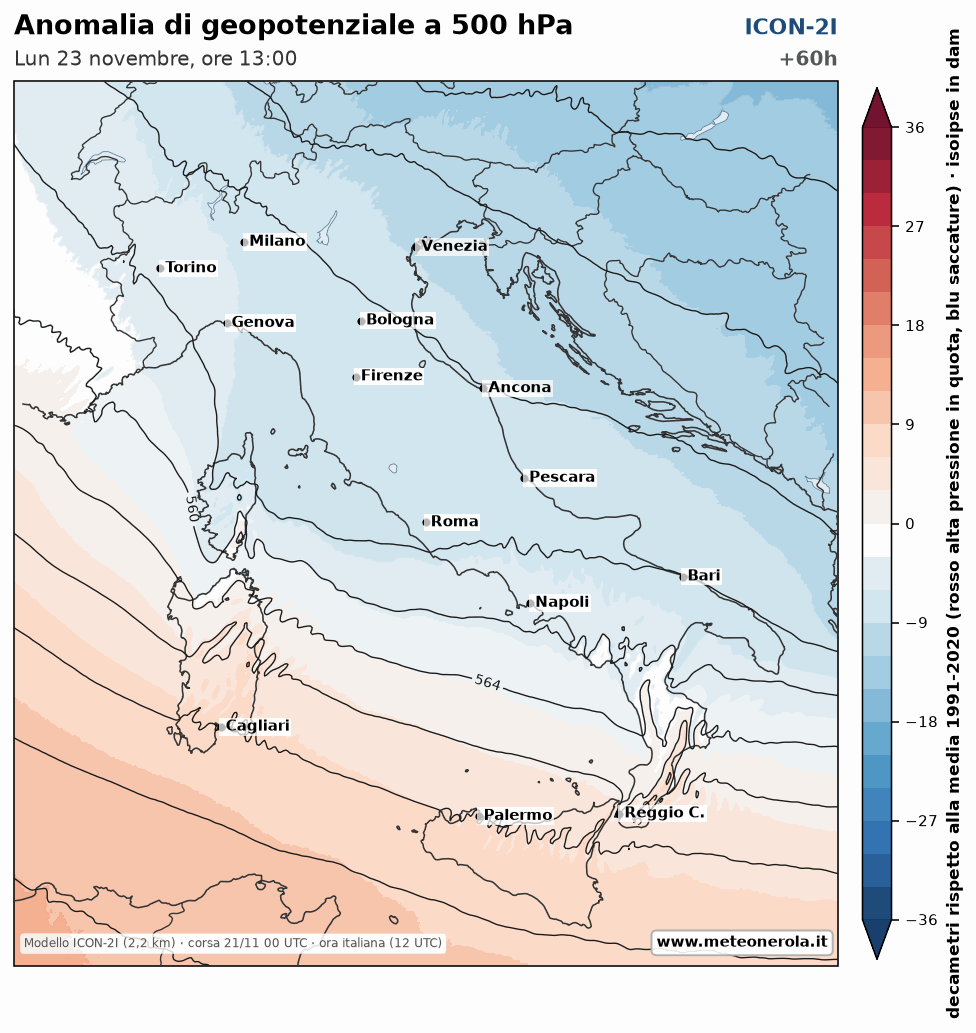 Anomalia di geopotenziale a 500 hPa
ICON-2I
Lun 23 novembre, ore 13:00
+60h
Milano
Venezia
Torino
Genova
Bologna
Firenze
Ancona
Pescara
560
Roma
Bari
Napoli
564
Cagliari
Palermo
Reggio C.
Modello ICON-2I (2,2 km) · corsa 21/11 00 UTC · ora italiana (12 UTC)
www.meteonerola.it
36
27
18
9
0
−9
−18
−27
−36
decametri rispetto alla media 1991-2020 (rosso alta pressione in quota, blu saccature) · isoipse in dam